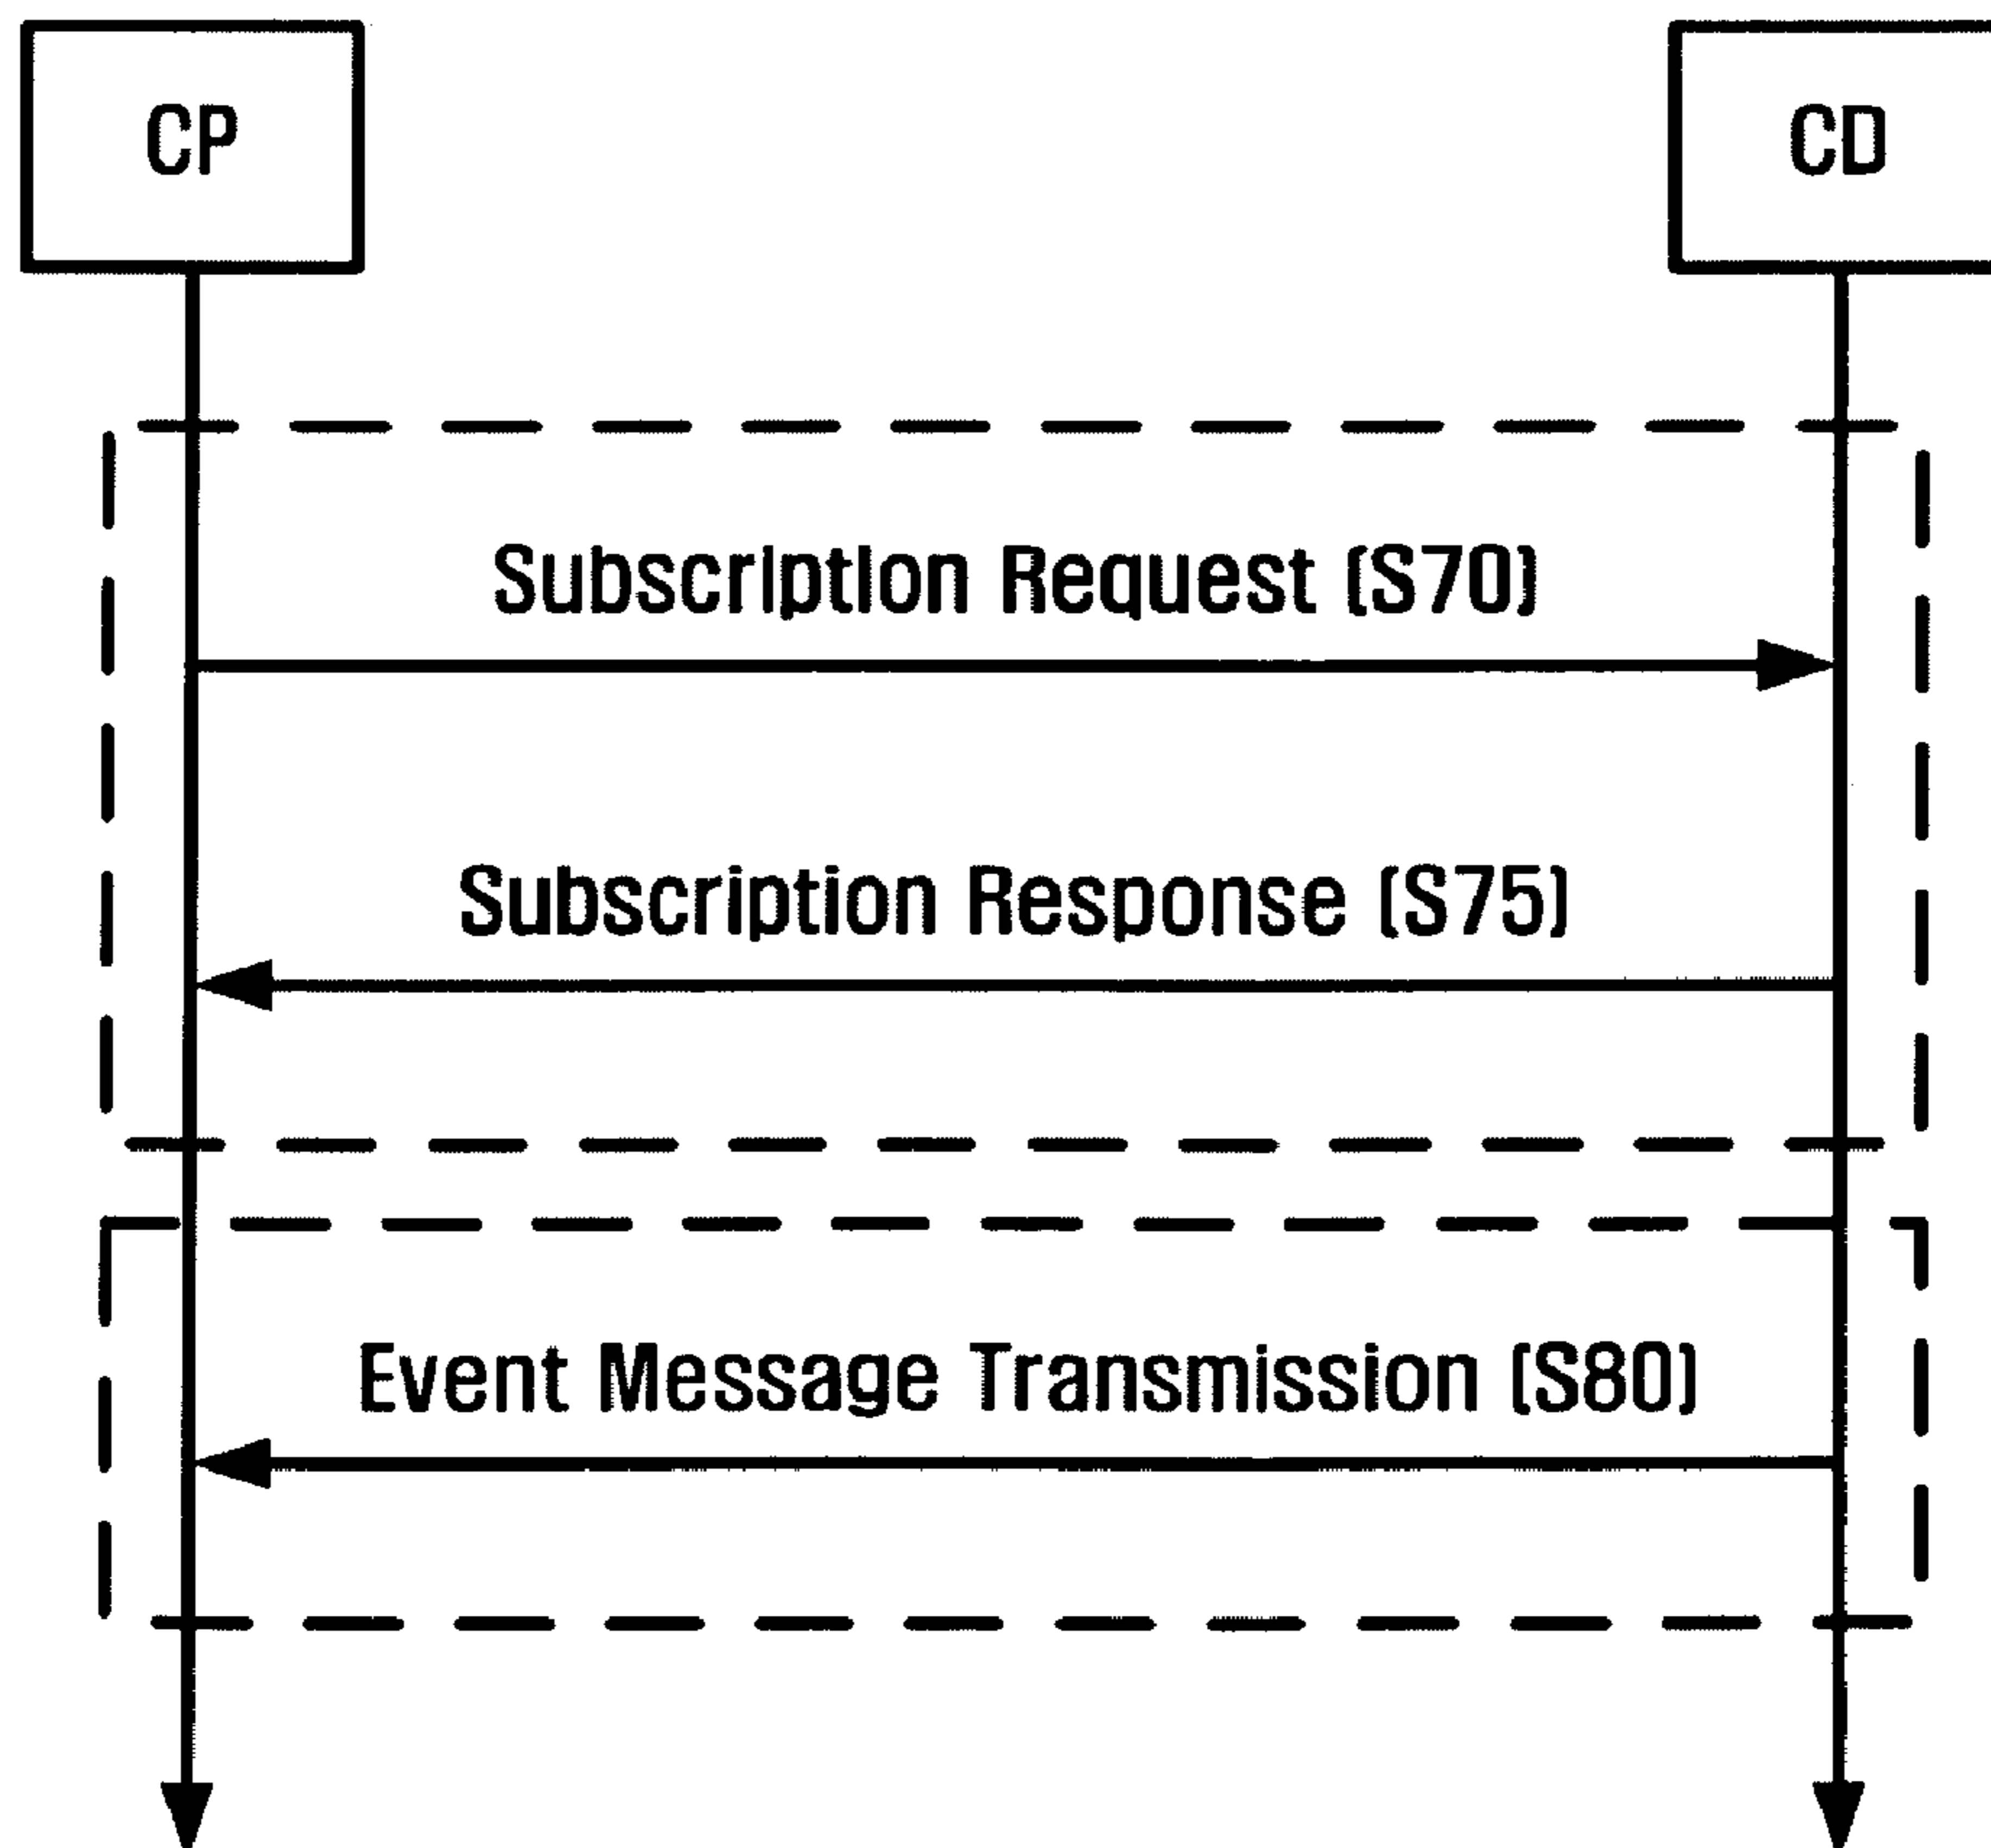 CP
CD
Subscription Request (S70)
Subscription Response (S75)
Event Message Transmission (S80)